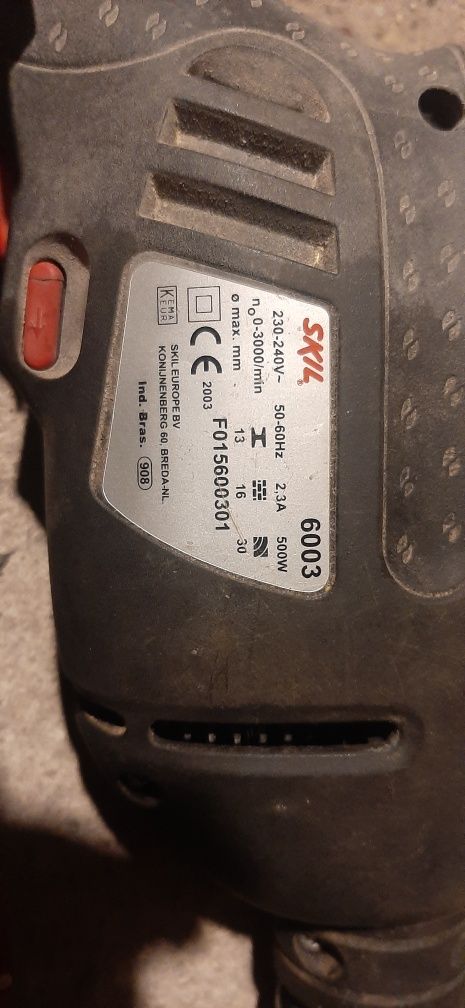 SKIL® 6003
230-240V~ 50-60Hz 2,3A 500W
n₀ 0-3000/min
ø max. mm 13 16 30
F015600301
CE 2003
KEMA
KEUR
SKIL EUROPE BV
KONIJNENBERG 60, BREDA-NL
Ind. Bras. 908